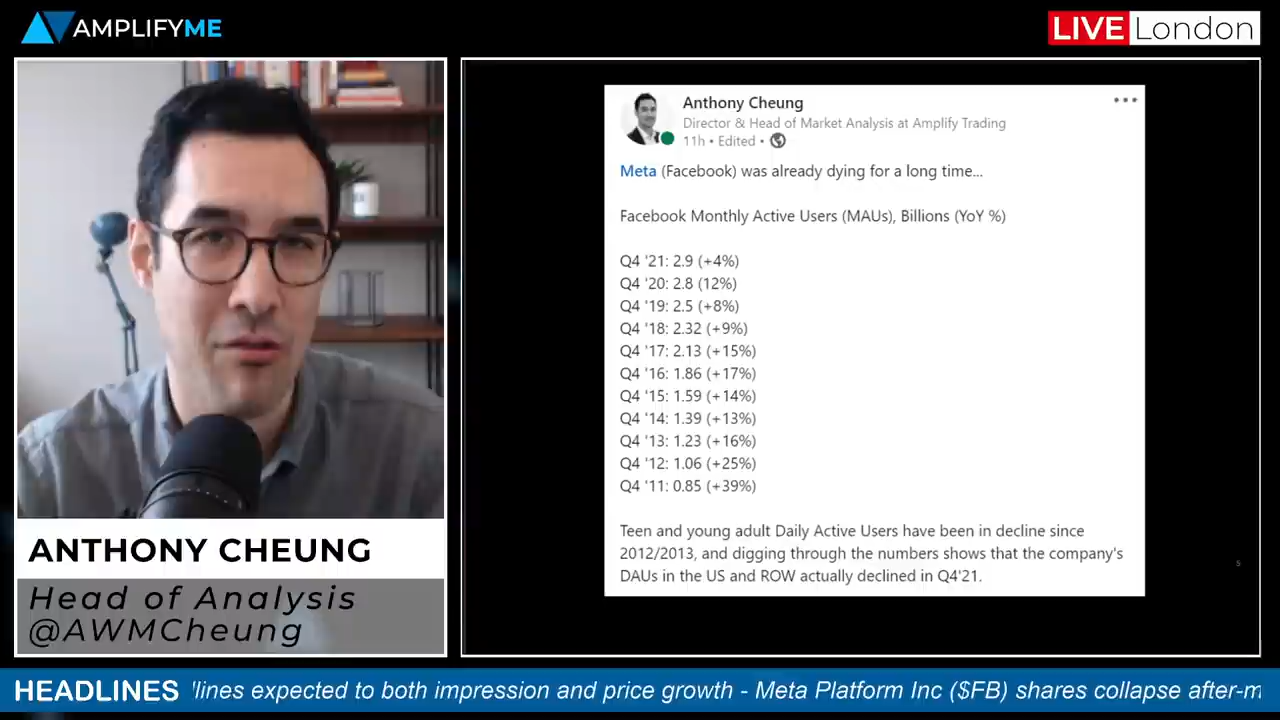 AMPLIFYME
LIVE London
Anthony Cheung
Director & Head of Market Analysis at Amplify Trading
11h • Edited •
Meta (Facebook) was already dying for a long time...
Facebook Monthly Active Users (MAUs), Billions (YoY %)
Q4 '21: 2.9 (+4%)
Q4 '20: 2.8 (12%)
Q4 '19: 2.5 (+8%)
Q4 '18: 2.32 (+9%)
Q4 '17: 2.13 (+15%)
Q4 '16: 1.86 (+17%)
Q4 '15: 1.59 (+14%)
Q4 '14: 1.39 (+13%)
Q4 '13: 1.23 (+16%)
Q4 '12: 1.06 (+25%)
Q4 '11: 0.85 (+39%)
Teen and young adult Daily Active Users have been in decline since
2012/2013, and digging through the numbers shows that the company's
DAUs in the US and ROW actually declined in Q4'21.
5
ANTHONY CHEUNG
Head of Analysis
@AWMCheung
HEADLINES 'lines expected to both impression and price growth - Meta Platform Inc ($FB) shares collapse after-m